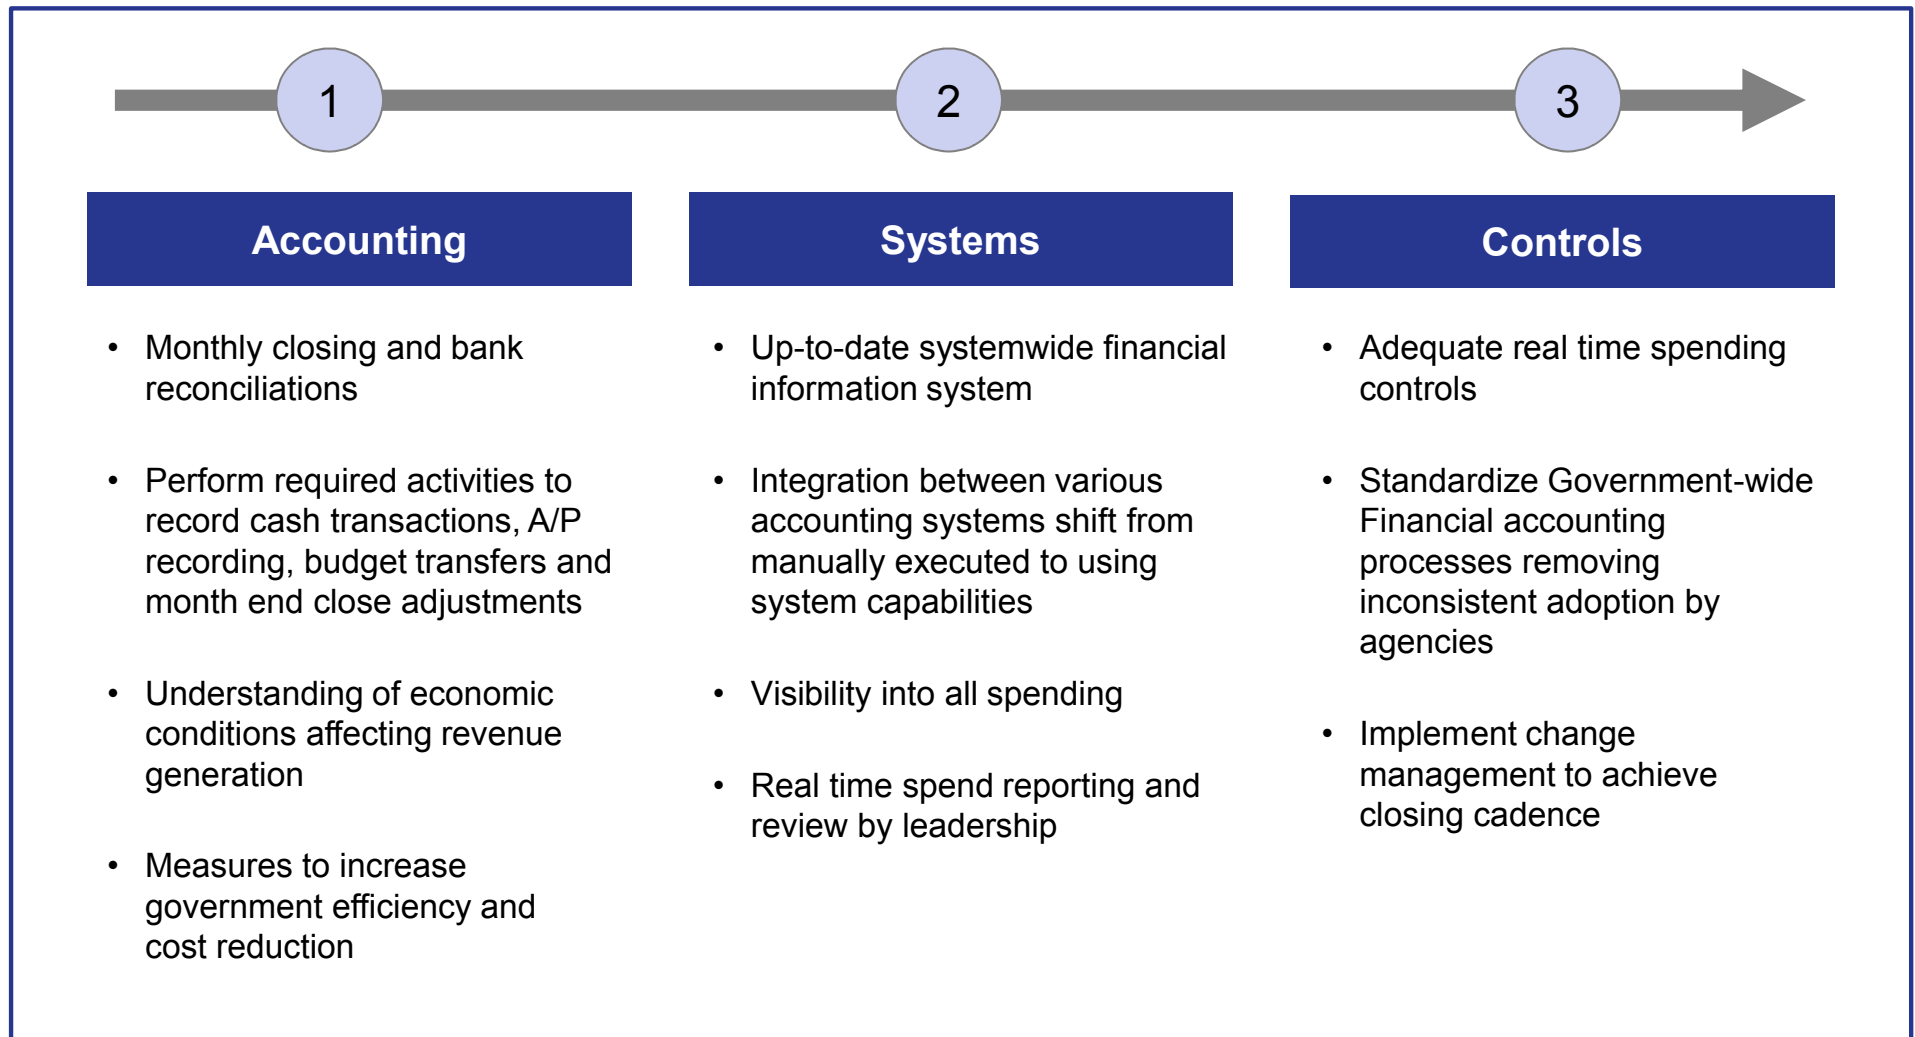 1
2
3
Accounting
• Monthly closing and bank
reconciliations
• Perform required activities to
record cash transactions, A/P
recording, budget transfers and
month end close adjustments
• Understanding of economic
conditions affecting revenue
generation
• Measures to increase
government efficiency and
cost reduction
Systems
• Up-to-date systemwide financial
information system
• Integration between various
accounting systems shift from
manually executed to using
system capabilities
• Visibility into all spending
• Real time spend reporting and
review by leadership
Controls
• Adequate real time spending
controls
• Standardize Government-wide
Financial accounting
processes removing
inconsistent adoption by
agencies
• Implement change
management to achieve
closing cadence